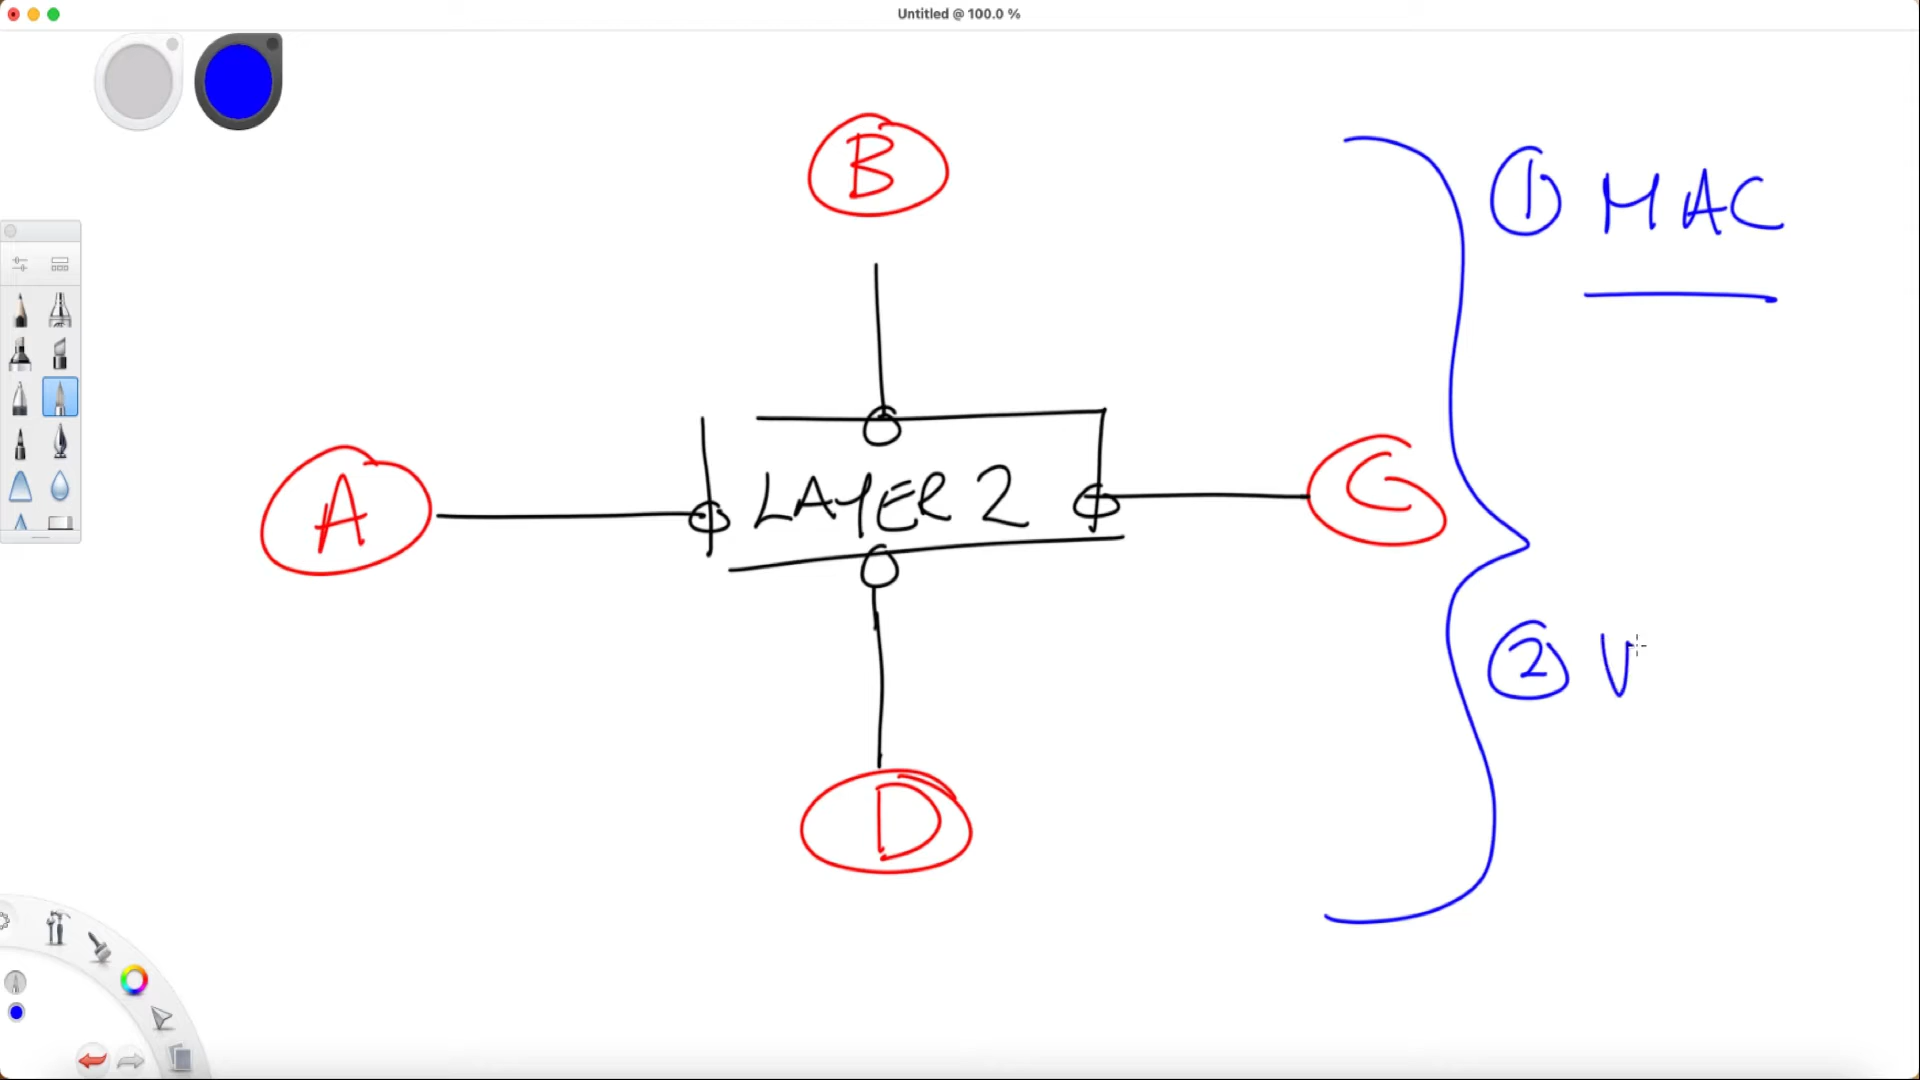 Untitled @ 100.0 %
B
① MAC
A
LAYER 2
C
② V
D